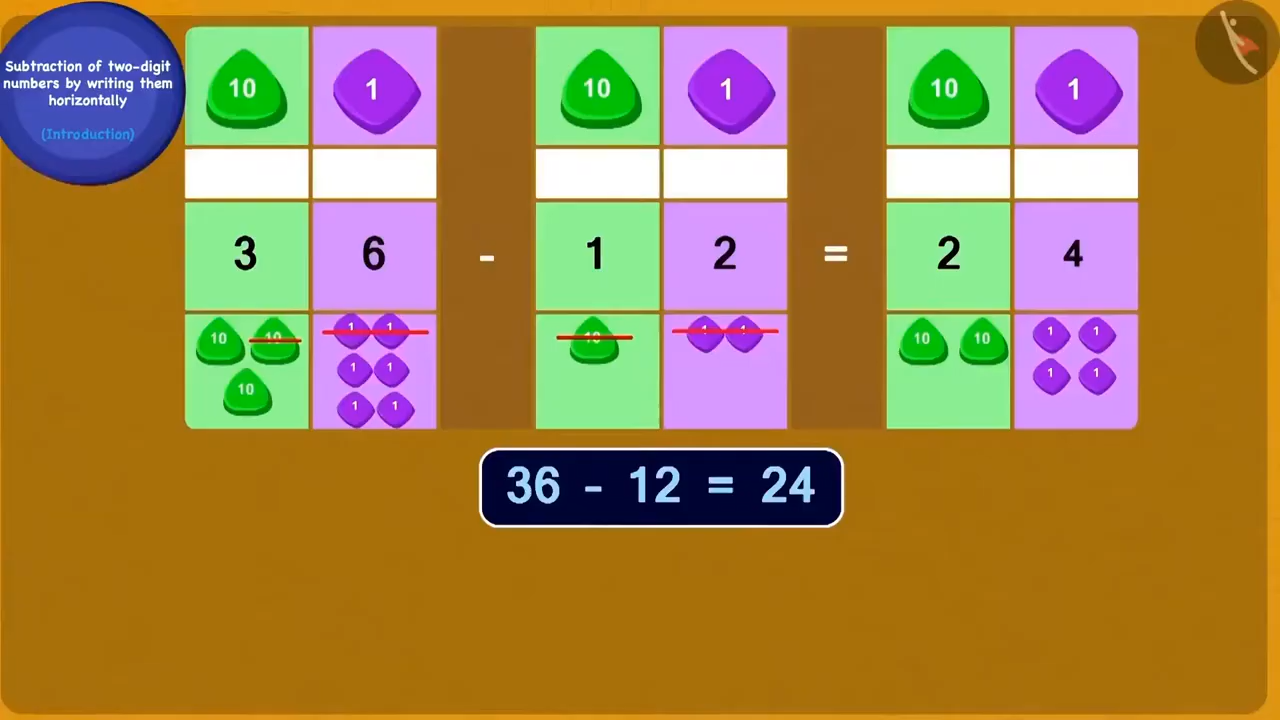 Subtraction of two-digit
numbers by writing them
horizontally
(Introduction)
10 1 10 1 10 1
3 6 - 1 2 = 2 4
10 10 1 1 10 1 1 10 10 1 1
1 1 1 1
10 1 1
36 - 12 = 24